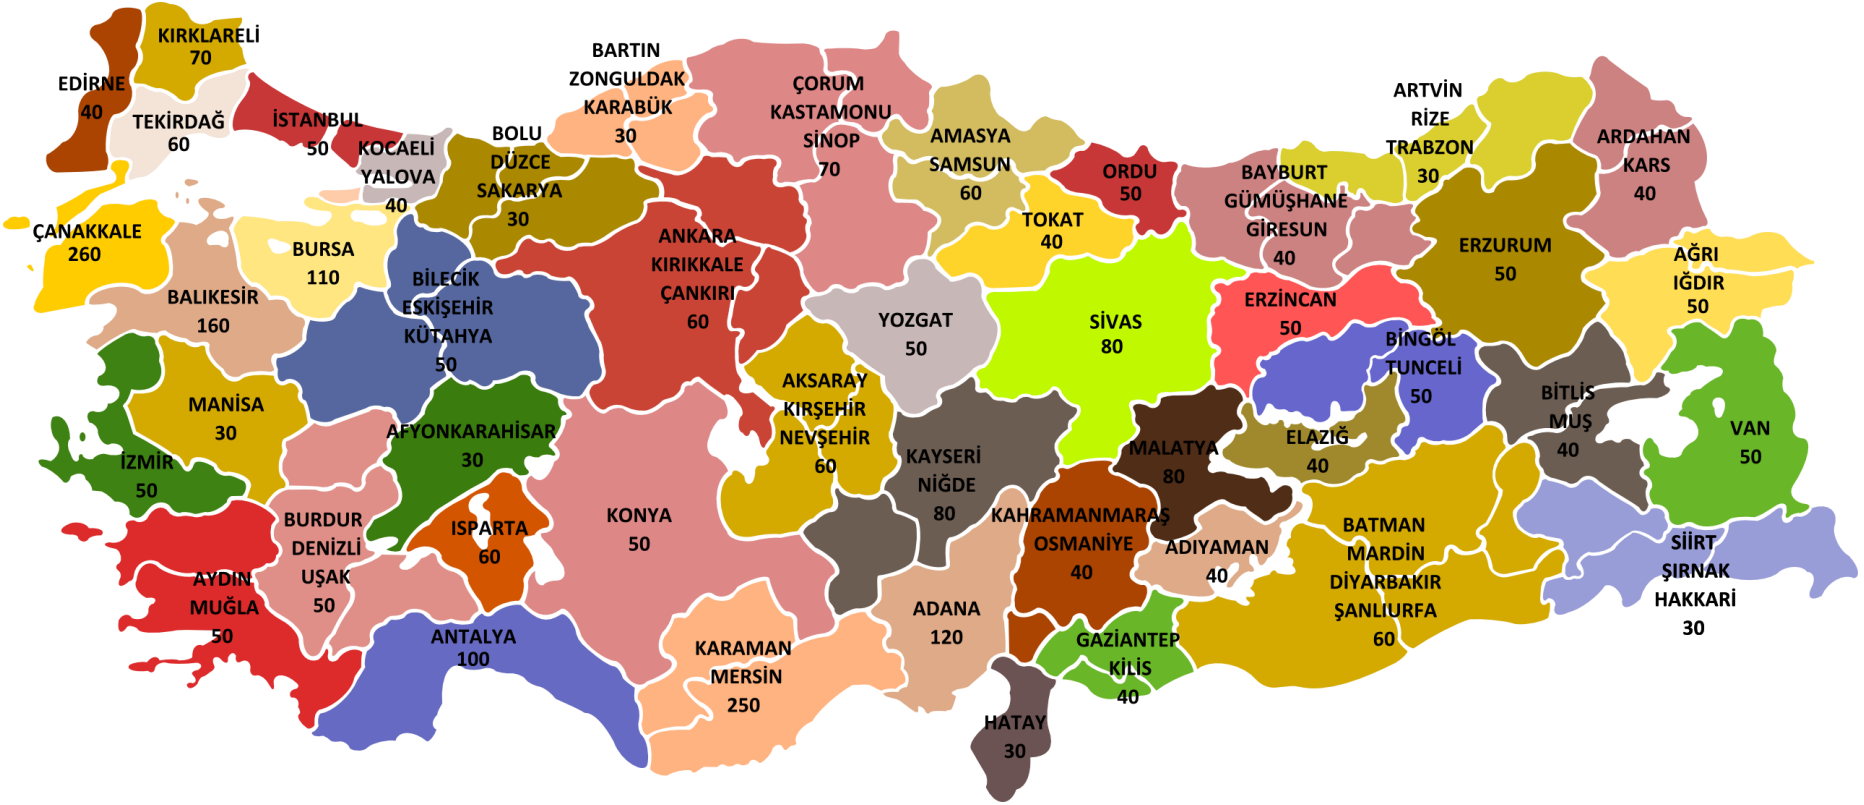 KIRKLARELİ
70
EDİRNE
40
TEKİRDAĞ
60
İSTANBUL
50
KOCAELİ
YALOVA
40
BOLU
DÜZCE
SAKARYA
30
BARTIN
ZONGULDAK
KARABÜK
30
ÇORUM
KASTAMONU
SİNOP
70
AMASYA
SAMSUN
60
ORDU
50
TOKAT
40
BAYBURT
GÜMÜŞHANE
GİRESUN
40
ARTVİN
RİZE
TRABZON
30
ARDAHAN
KARS
40
ÇANAKKALE
260
BALIKESİR
160
BURSA
110
BİLECİK
ESKİŞEHİR
KÜTAHYA
50
ANKARA
KIRIKKALE
ÇANKIRI
60
YOZGAT
50
SİVAS
80
ERZİNCAN
50
ERZURUM
50
AĞRI
IĞDIR
50
MANİSA
30
İZMİR
50
AFYONKARAHİSAR
30
AKSARAY
KIRŞEHİR
NEVŞEHİR
60
KAYSERİ
NİĞDE
80
MALATYA
80
ELAZIĞ
40
BİNGÖL
TUNCELİ
50
BİTLİS
MUŞ
40
VAN
50
AYDIN
MUĞLA
50
BURDUR
DENİZLİ
UŞAK
50
ISPARTA
60
KONYA
50
ANTALYA
100
KARAMAN
MERSİN
250
ADANA
120
KAHRAMANMARAŞ
OSMANİYE
40
ADIYAMAN
40
GAZİANTEP
KİLİS
40
HATAY
30
BATMAN
MARDİN
DİYARBAKIR
ŞANLIURFA
60
SİİRT
ŞIRNAK
HAKKARİ
30